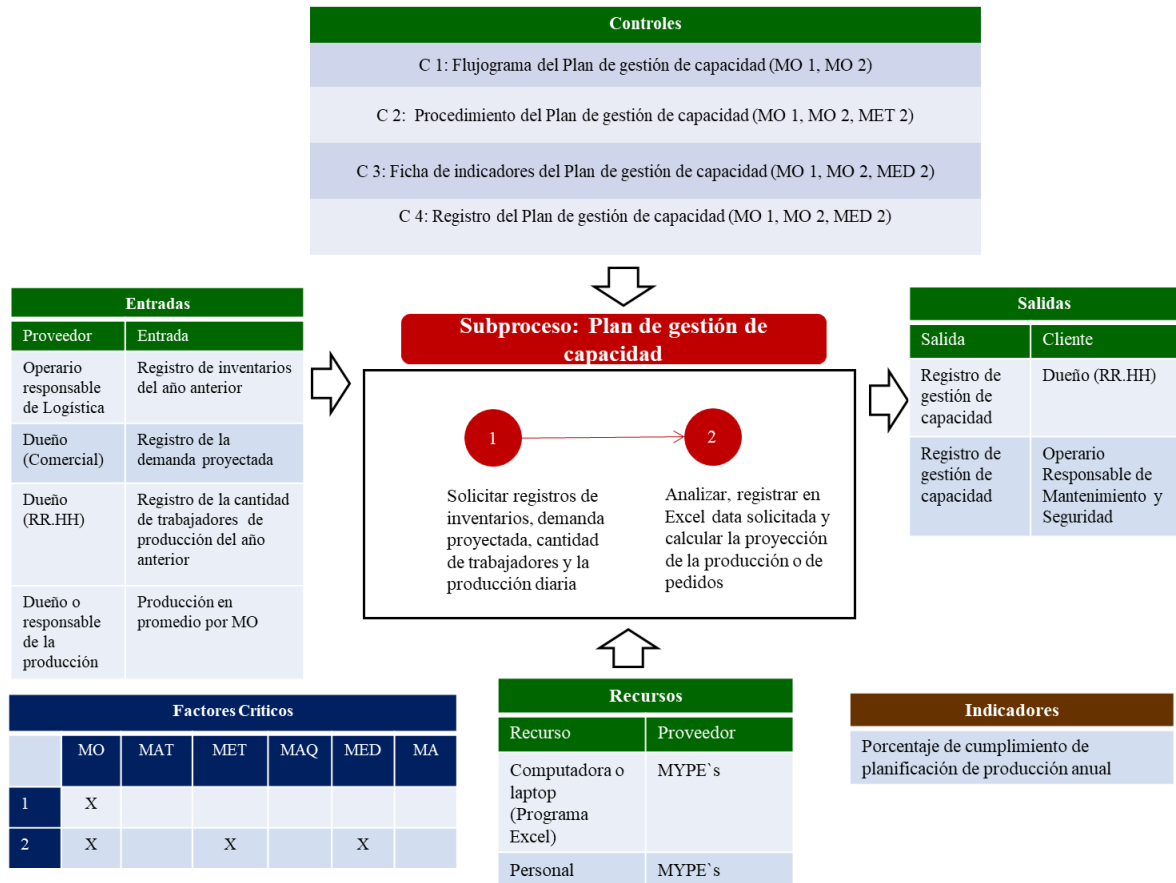 Controles
C 1: Flujograma del Plan de gestión de capacidad (MO 1, MO 2)
C 2: Procedimiento del Plan de gestión de capacidad (MO 1, MO 2, MET 2)
C 3: Ficha de indicadores del Plan de gestión de capacidad (MO 1, MO 2, MED 2)
C 4: Registro del Plan de gestión de capacidad (MO 1, MO 2, MED 2)
Entradas
Proveedor Entrada
Operario Registro de inventarios
responsable del año anterior
de Logística
Dueño Registro de la
(Comercial) demanda proyectada
Dueño Registro de la cantidad
(RR.HH) de trabajadores de
producción del año
anterior
Dueño o Producción en
responsable promedio por MO
de la
producción
Subproceso: Plan de gestión de
capacidad
1
2
Solicitar registros de
inventarios, demanda
proyectada, cantidad
de trabajadores y la
producción diaria
Analizar, registrar en
Excel data solicitada y
calcular la proyección
de la producción o de
pedidos
Salidas
Salida Cliente
Registro de Dueño (RR.HH)
gestión de
capacidad
Registro de Operario
gestión de Responsable de
capacidad Mantenimiento y
Seguridad
Factores Críticos
MO MAT MET MAQ MED MA
1 X
2 X X X
Recursos
Recurso Proveedor
Computadora o MYPE`s
laptop
(Programa
Excel)
Personal MYPE`s
Indicadores
Porcentaje de cumplimiento de
planificación de producción anual